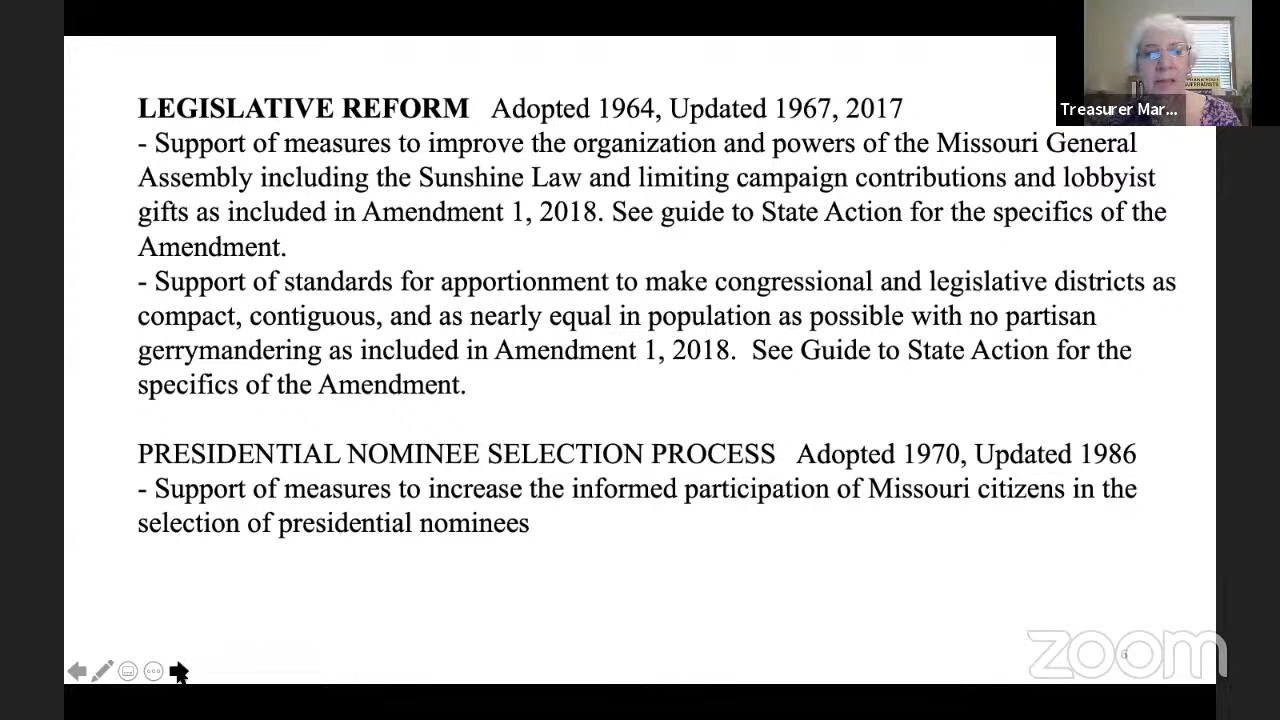 LEGISLATIVE REFORM Adopted 1964, Updated 1967, 2017
- Support of measures to improve the organization and powers of the Missouri General
Assembly including the Sunshine Law and limiting campaign contributions and lobbyist
gifts as included in Amendment 1, 2018. See guide to State Action for the specifics of the
Amendment.
- Support of standards for apportionment to make congressional and legislative districts as
compact, contiguous, and as nearly equal in population as possible with no partisan
gerrymandering as included in Amendment 1, 2018. See Guide to State Action for the
specifics of the Amendment.
PRESIDENTIAL NOMINEE SELECTION PROCESS Adopted 1970, Updated 1986
- Support of measures to increase the informed participation of Missouri citizens in the
selection of presidential nominees
Treasurer Mar...
zoom
6